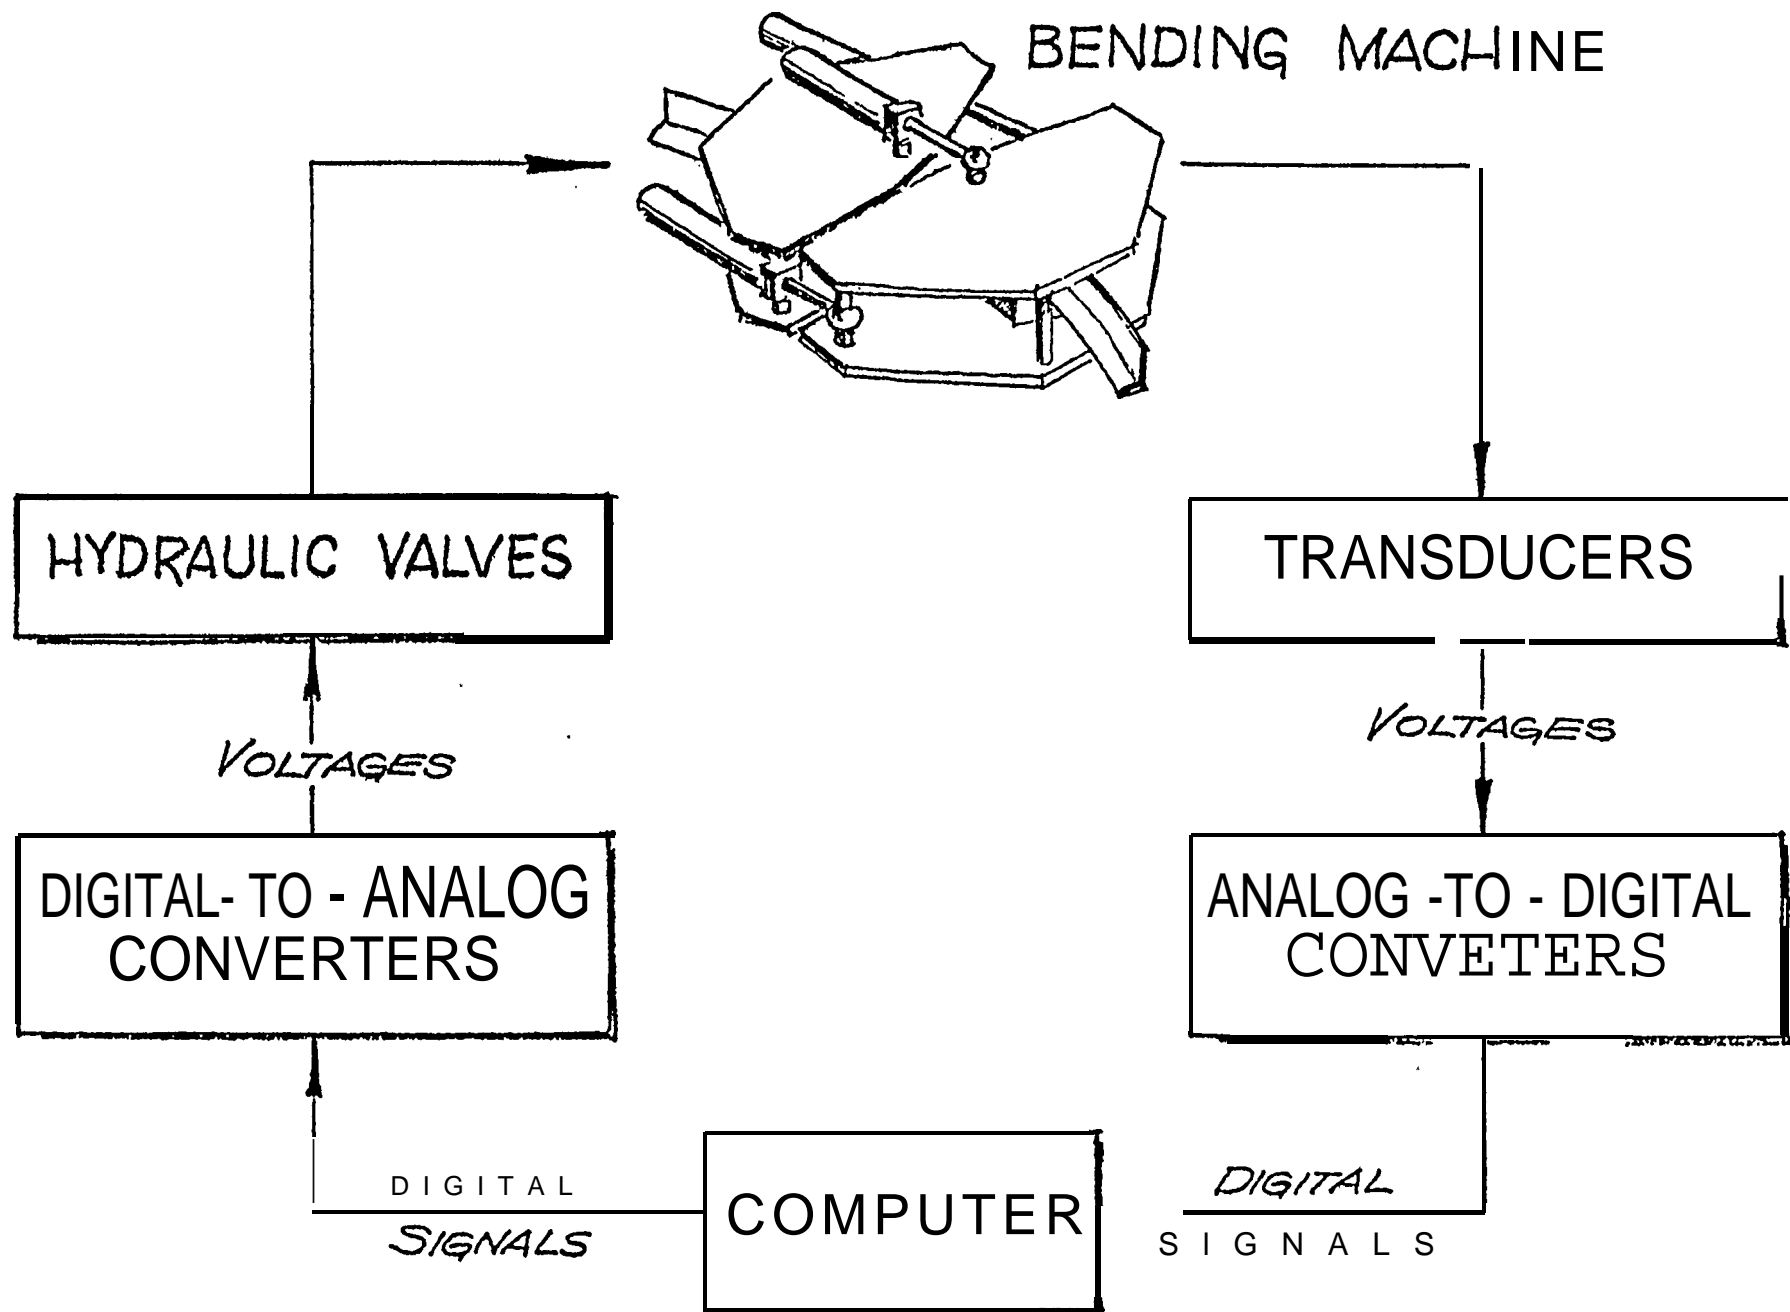 BENDING MACHINE
HYDRAULIC VALVES
TRANSDUCERS
VOLTAGES
VOLTAGES
DIGITAL- TO - ANALOG
CONVERTERS
ANALOG -TO - DIGITAL
CONVETERS
DIGITAL
SIGNALS
COMPUTER
DIGITAL
SIGNALS